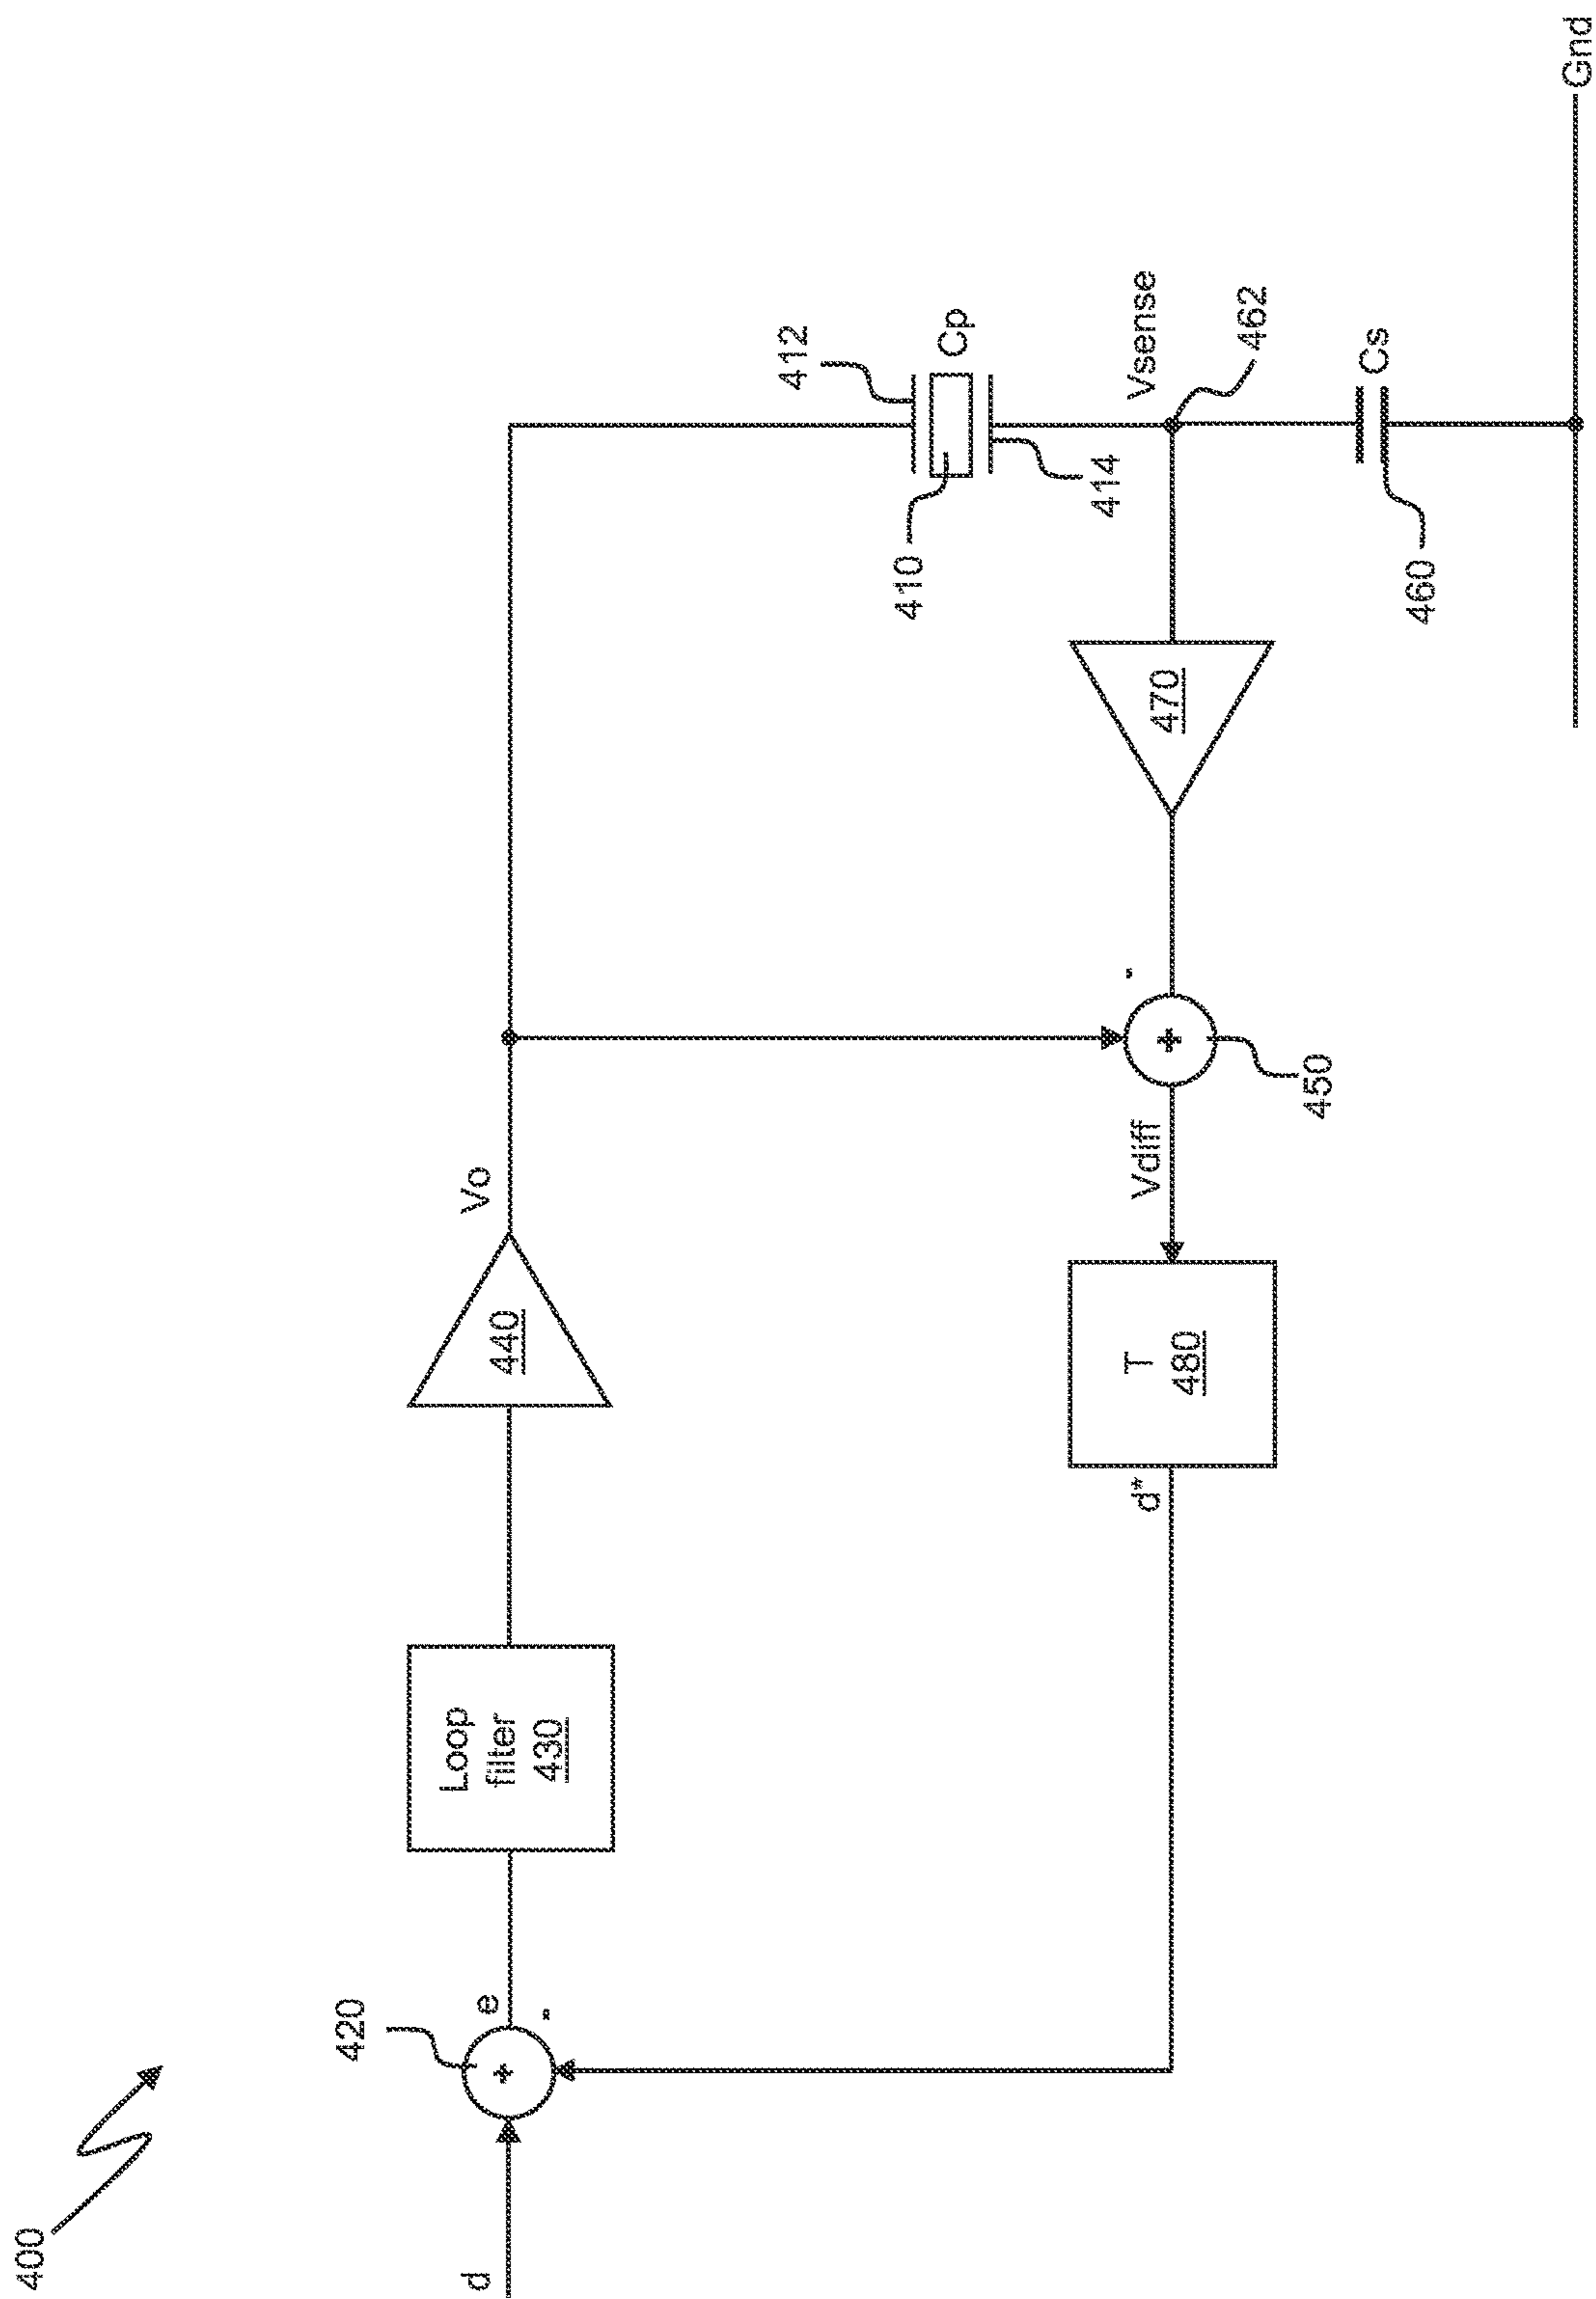 400
d
420
+
e
-
Loop
filter
430
440
Vo
412
410
Cp
414
Vsense
462
Cs
460
Gnd
470
-
+
450
Vdiff
T
480
d*